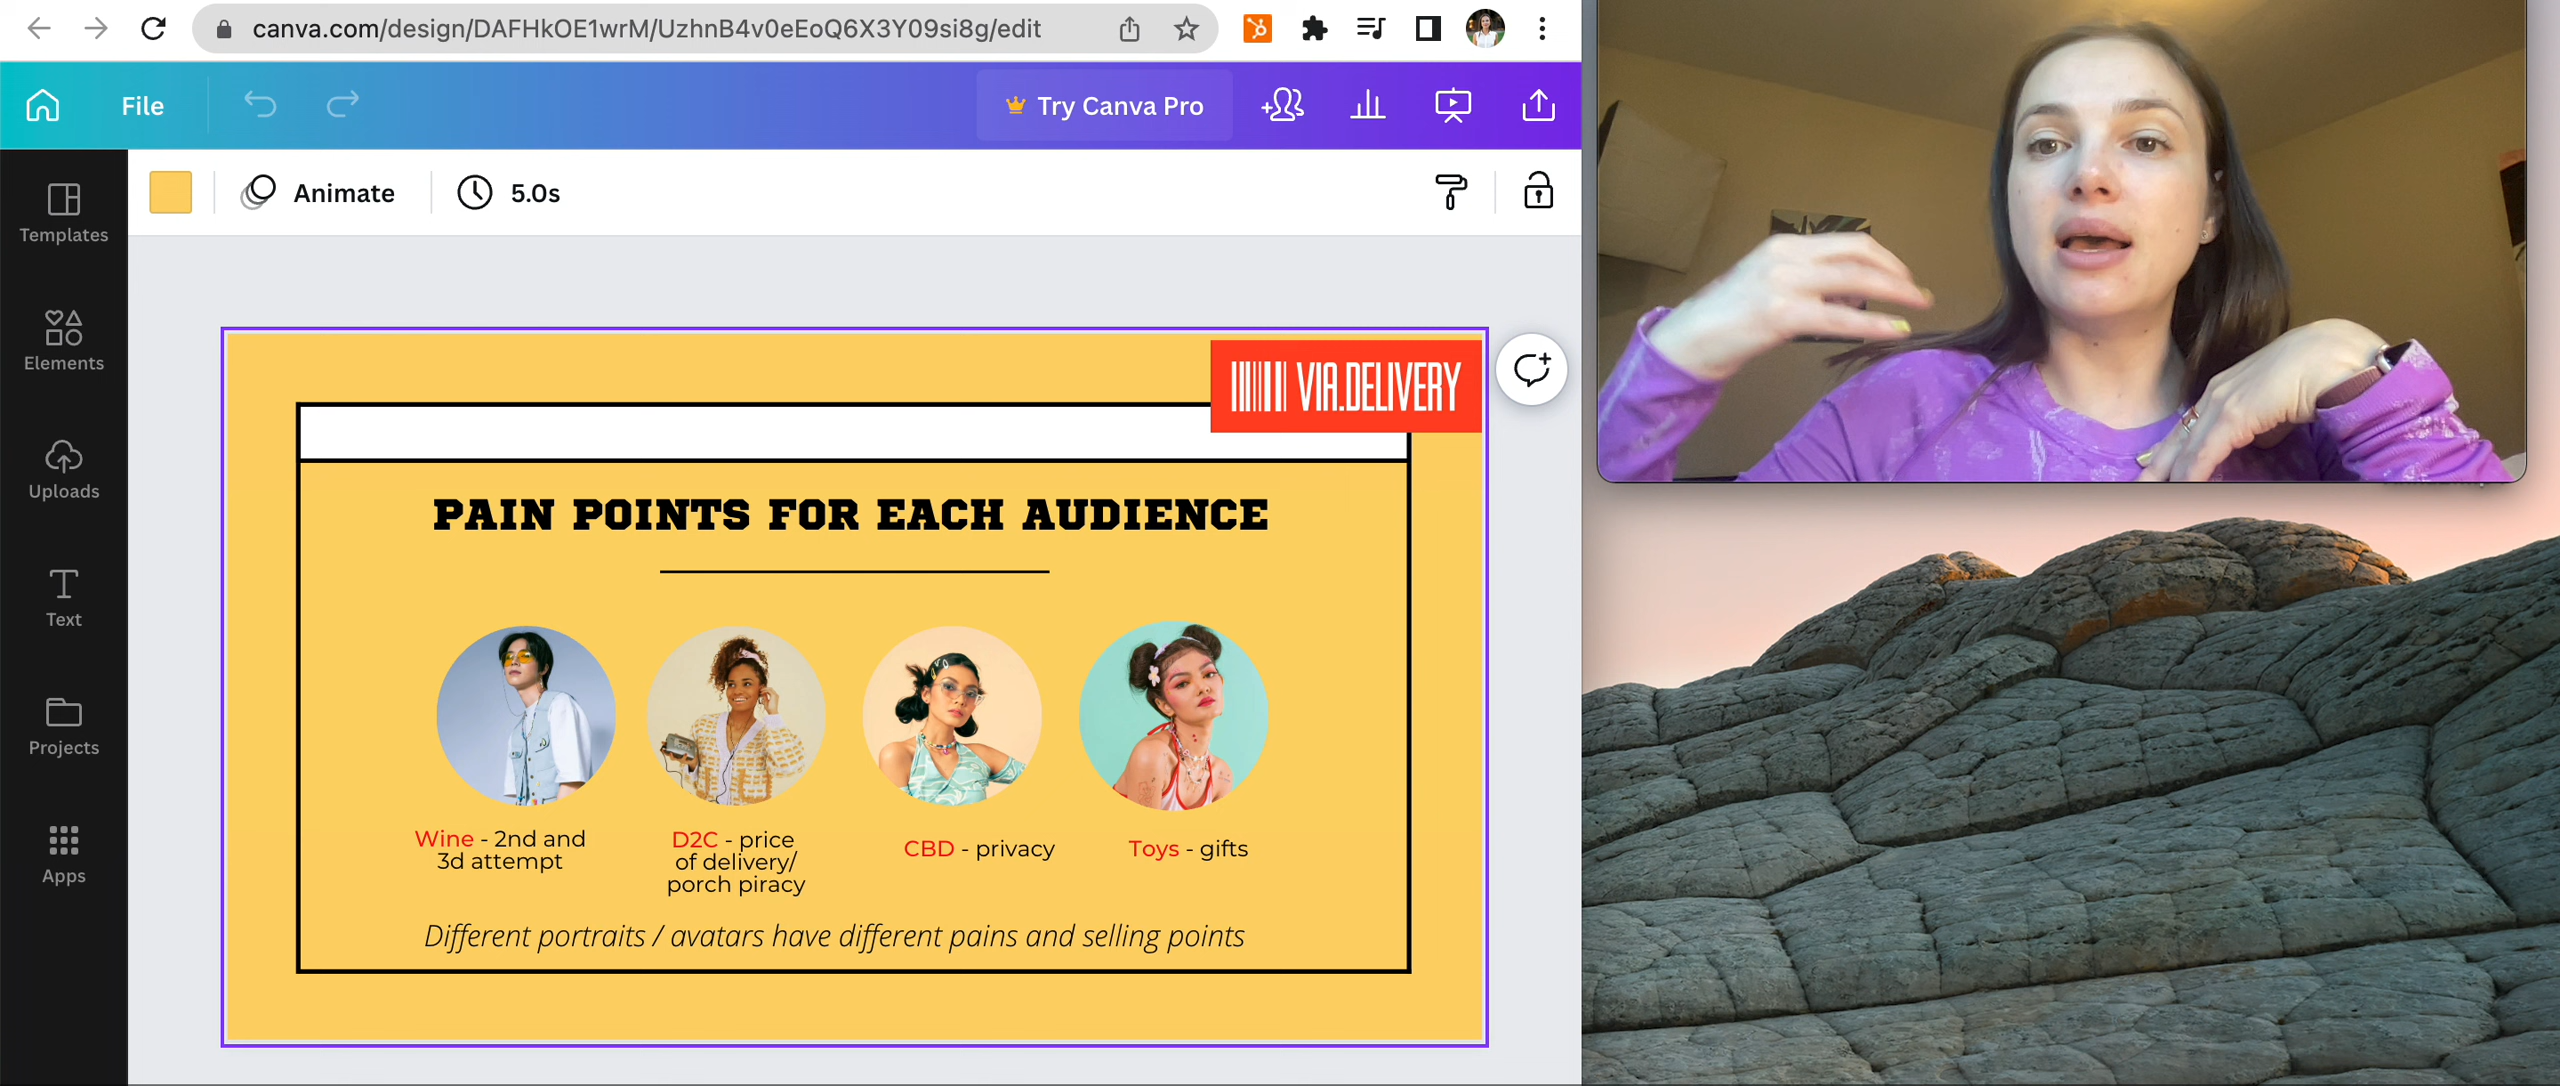 canva.com/design/DAFHkOE1wrM/UzhnB4v0eEoQ6X3Y09si8g/edit
File
Try Canva Pro
Templates
Elements
Uploads
Text
Projects
Apps
Animate
5.0s
VIA.DELIVERY
PAIN POINTS FOR EACH AUDIENCE
Wine - 2nd and
3d attempt
D2C - price
of delivery/
porch piracy
CBD - privacy
Toys - gifts
Different portraits / avatars have different pains and selling points